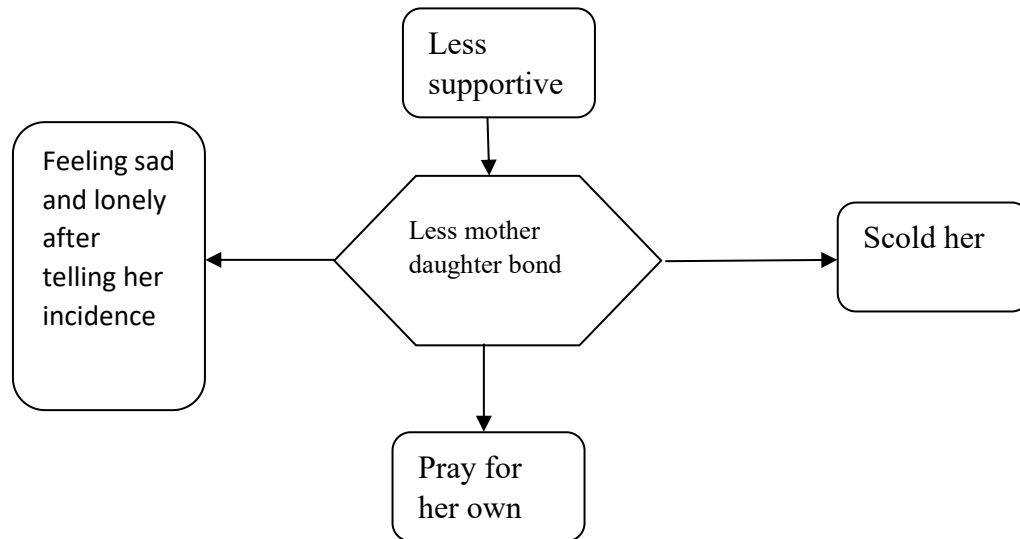 Less
supportive
Feeling sad
and lonely
after
telling her
incidence
Less mother
daughter bond
Scold her
Pray for
her own